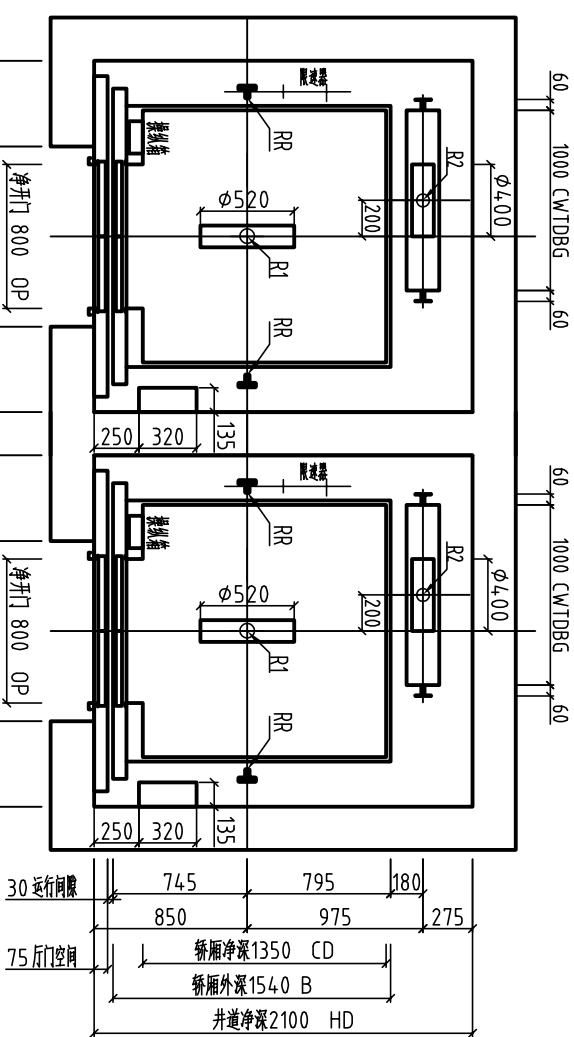 60
1000 CWTDBG
60
限速器
R2
Φ400
200
RR
操纵箱
Φ520
R1
净开门 800 OP
RR
135
250
320
60
1000 CWTDBG
60
限速器
R2
Φ400
200
RR
操纵箱
Φ520
R1
净开门 800 OP
RR
135
250
320
30 运行间隙
745
795
180
850
975
275
75 厅门空间
轿厢净深1350 CD
轿厢外深1540 B
井道净深2100 HD